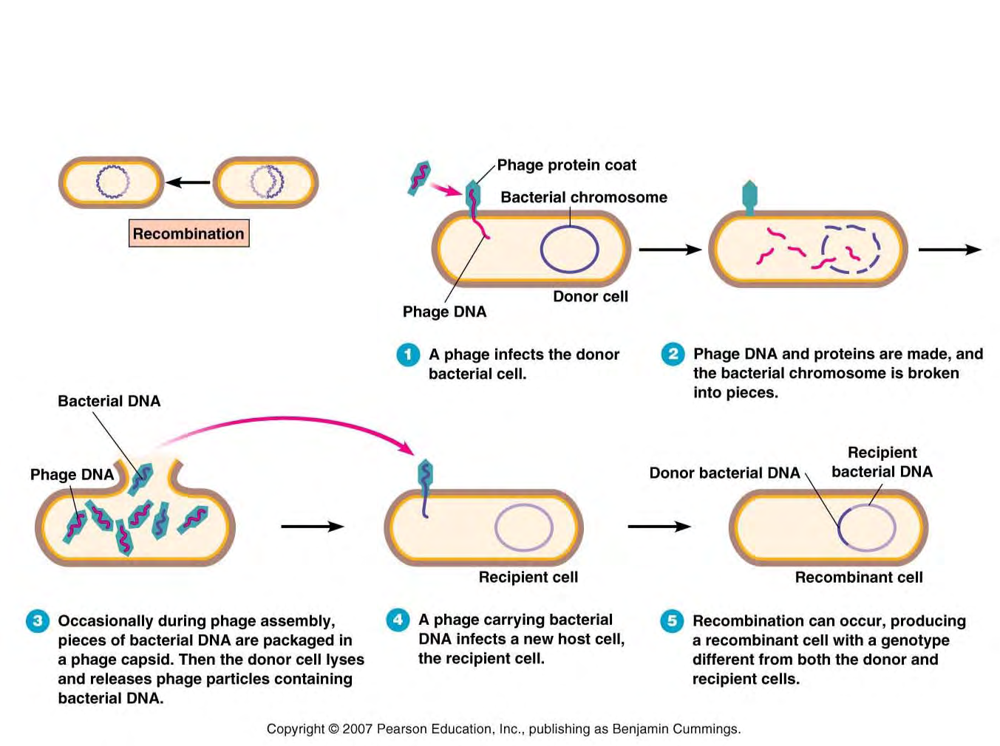 Recombination
Phage protein coat
Bacterial chromosome
Donor cell
Phage DNA
1 A phage infects the donor
bacterial cell.
2 Phage DNA and proteins are made, and
the bacterial chromosome is broken
into pieces.
Bacterial DNA
Phage DNA
3 Occasionally during phage assembly,
pieces of bacterial DNA are packaged in
a phage capsid. Then the donor cell lyses
and releases phage particles containing
bacterial DNA.
Recipient cell
4 A phage carrying bacterial
DNA infects a new host cell,
the recipient cell.
Donor bacterial DNA
Recipient
bacterial DNA
Recombinant cell
5 Recombination can occur, producing
a recombinant cell with a genotype
different from both the donor and
recipient cells.
Copyright © 2007 Pearson Education, Inc., publishing as Benjamin Cummings.